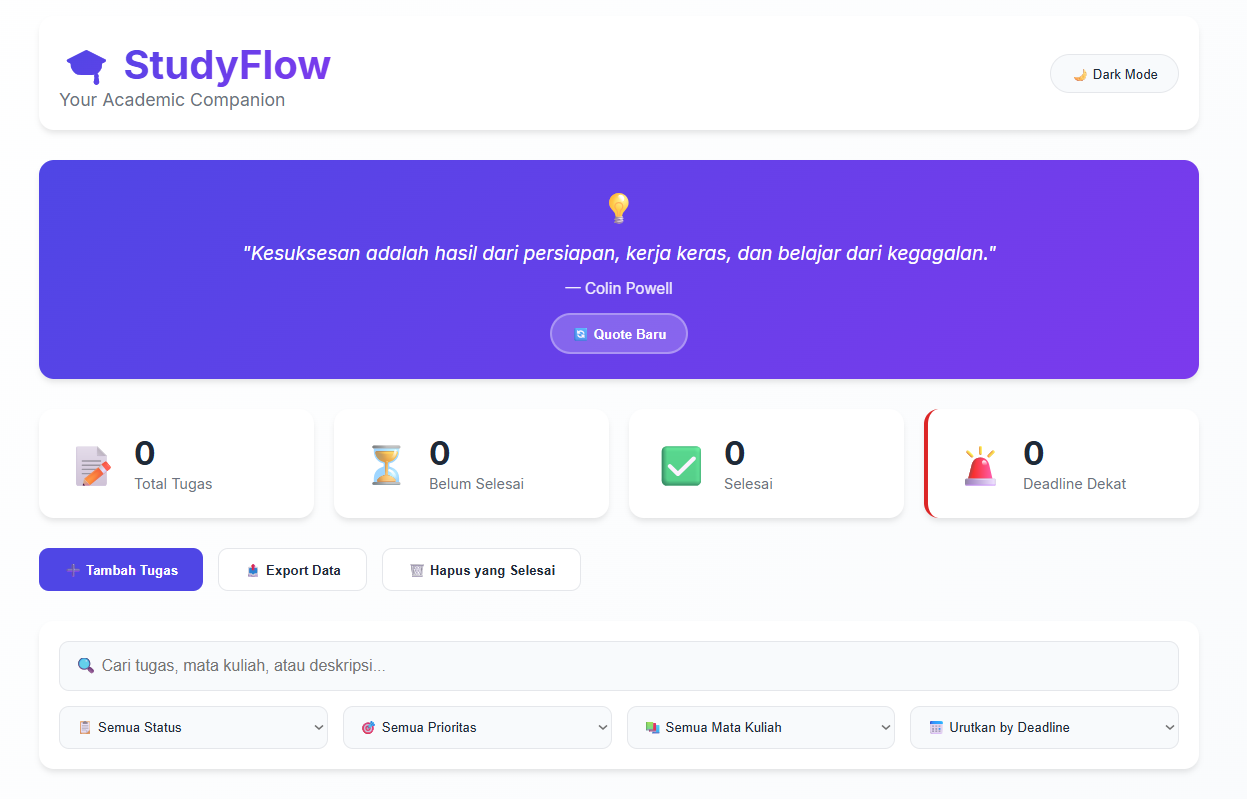 StudyFlow
Your Academic Companion
Dark Mode
"Kesuksesan adalah hasil dari persiapan, kerja keras, dan belajar dari kegagalan."
— Colin Powell
Quote Baru
0
Total Tugas
0
Belum Selesai
0
Selesai
0
Deadline Dekat
Tambah Tugas
Export Data
Hapus yang Selesai
Cari tugas, mata kuliah, atau deskripsi...
Semua Status
Semua Prioritas
Semua Mata Kuliah
Urutkan by Deadline